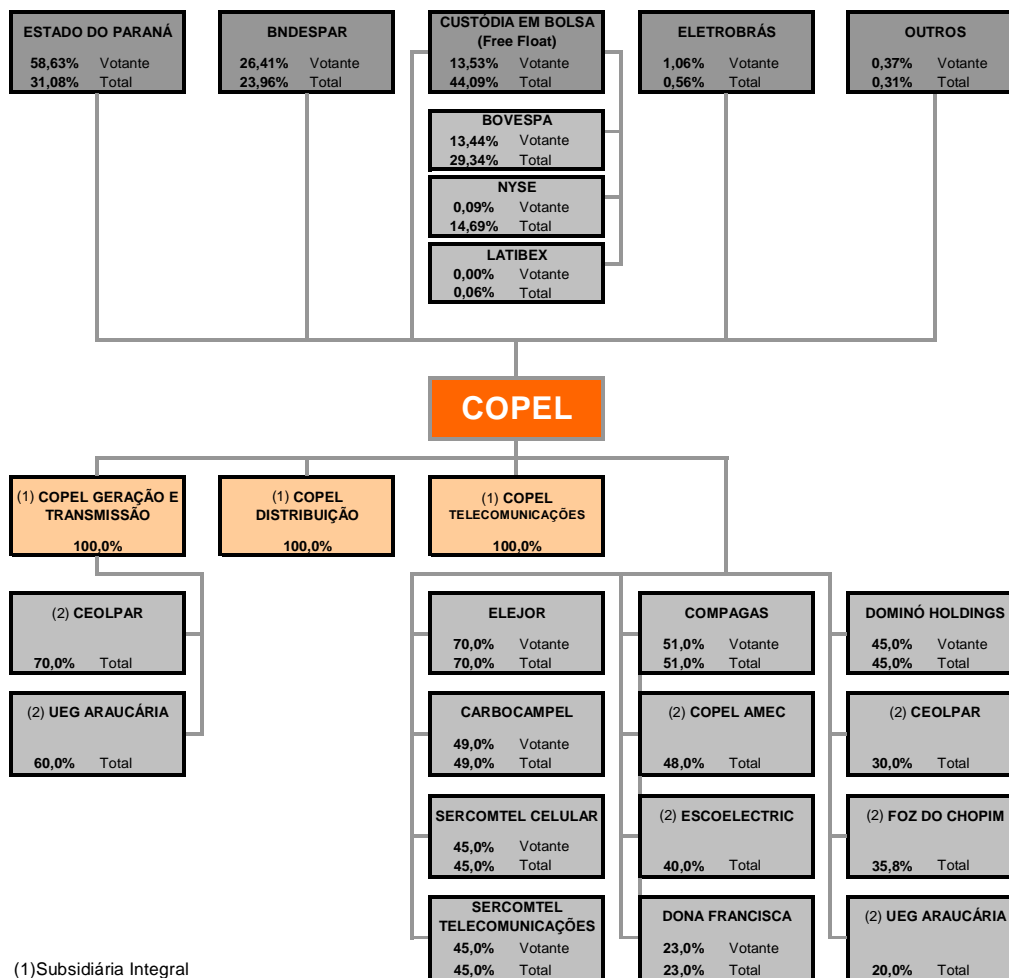 ESTADO DO PARANÁ
58,63% Votante
31,08% Total
BNDESPAR
26,41% Votante
23,96% Total
CUSTÓDIA EM BOLSA
(Free Float)
13,53% Votante
44,09% Total
ELETROBRÁS
1,06% Votante
0,56% Total
OUTROS
0,37% Votante
0,31% Total
BOVESPA
13,44% Votante
29,34% Total
NYSE
0,09% Votante
14,69% Total
LATIBEX
0,00% Votante
0,06% Total
COPEL
(1) COPEL GERAÇÃO E
TRANSMISSÃO
100,0%
(1) COPEL
DISTRIBUIÇÃO
100,0%
(1) COPEL
TELECOMUNICAÇÕES
100,0%
(2) CEOLPAR
70,0% Total
ELEJOR
70,0% Votante
70,0% Total
COMPAGAS
51,0% Votante
51,0% Total
DOMINÓ HOLDINGS
45,0% Votante
45,0% Total
(2) UEG ARAUCÁRIA
60,0% Total
CARBOCAMPEL
49,0% Votante
49,0% Total
(2) COPEL AMEC
48,0% Total
(2) CEOLPAR
30,0% Total
SERCOMTEL CELULAR
45,0% Votante
45,0% Total
(2) ESCOELECTRIC
40,0% Total
(2) FOZ DO CHOPIM
35,8% Total
SERCOMTEL
TELECOMUNICAÇÕES
45,0% Votante
45,0% Total
DONA FRANCISCA
23,0% Votante
23,0% Total
(2) UEG ARAUCÁRIA
20,0% Total
(1)Subsidiária Integral